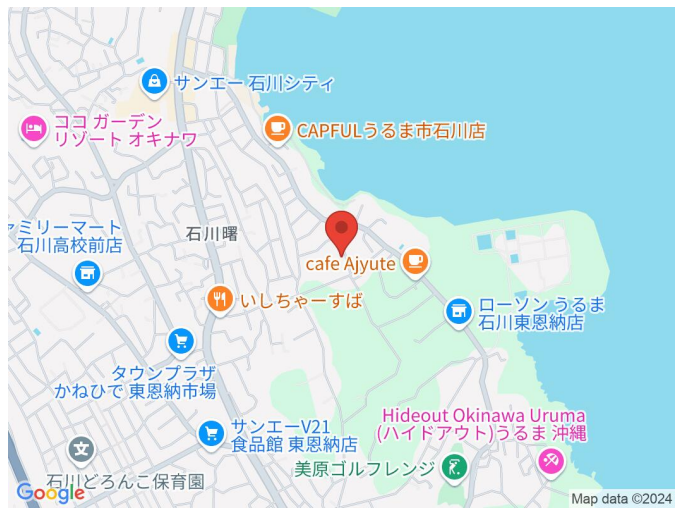 サンエー 石川シティ
ココ ガーデン
リゾート オキナワ
CAPFULうるま市石川店
ァミリーマート
石川高校前店
石川曙
cafe Ajyute
いしちゃーすば
ローソン うるま
石川東恩納店
タウンプラザ
かねひで 東恩納市場
Hideout Okinawa Uruma
(ハイドアウト)うるま 沖縄
サンエーV21
食品館 東恩納店
美原ゴルフレンジ
石川どろんこ保育園
Google
Map data ©2024